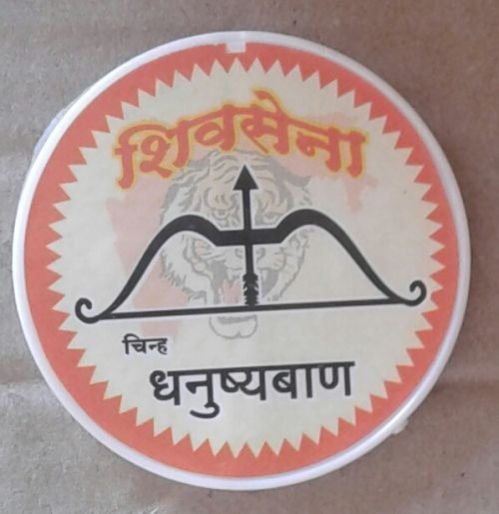 शिवसेना
चिन्ह
धनुष्यबाण